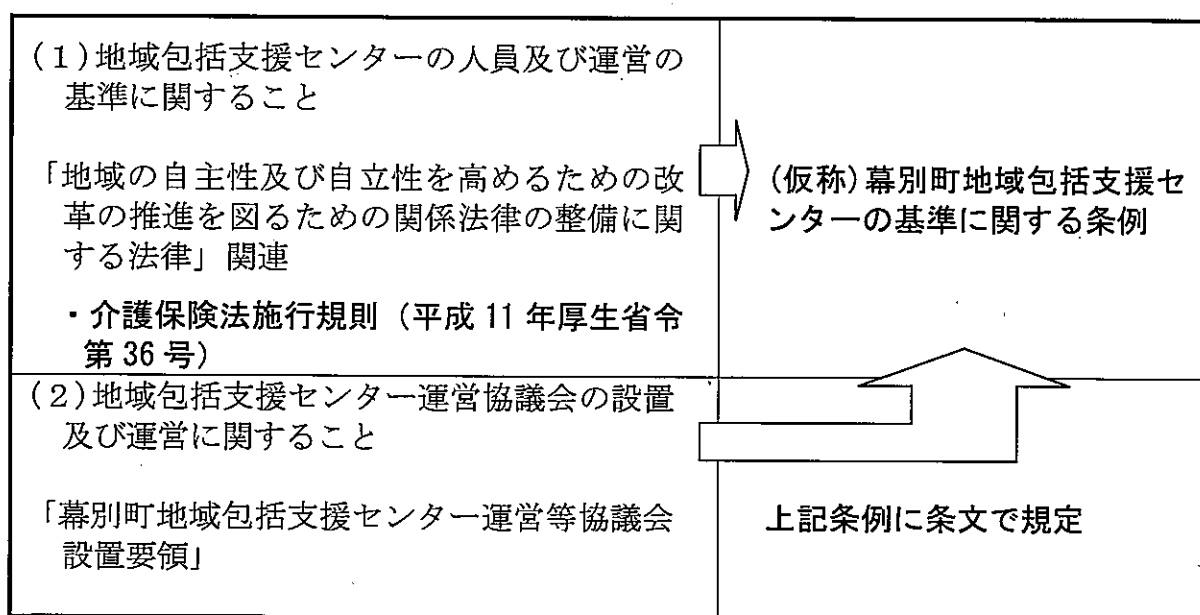 (1)地域包括支援センターの人員及び運営の
基準に関すること
「地域の自主性及び自立性を高めるための改
革の推進を図るための関係法律の整備に関
する法律」関連
・介護保険法施行規則（平成 11 年厚生省令
第 36 号）
(仮称)幕別町地域包括支援セ
ンターの基準に関する条例
(2)地域包括支援センター運営協議会の設置
及び運営に関すること
「幕別町地域包括支援センター運営等協議会
設置要領」
上記条例に条文で規定